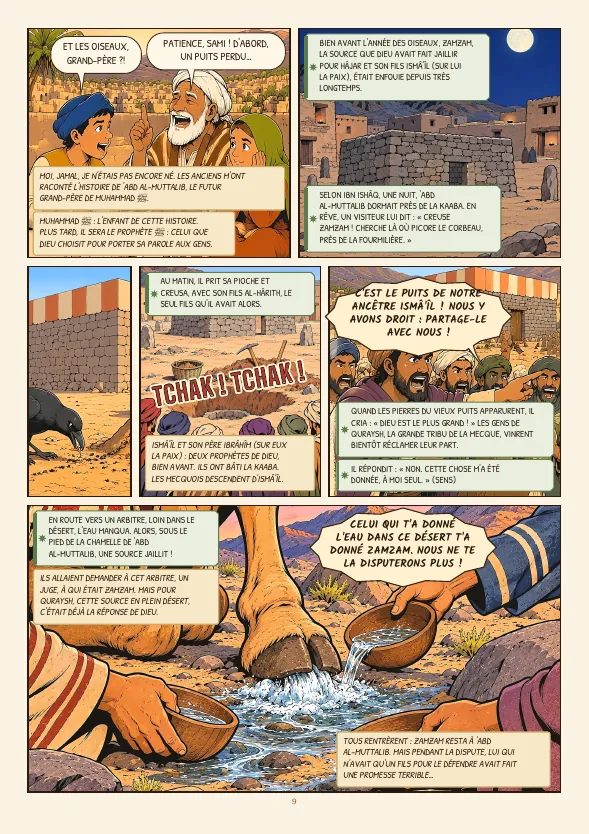 ET LES OISEAUX,
GRAND-PÈRE ?!
PATIENCE, SAMI ! D'ABORD,
UN PUITS PERDU...
MOI, JAMAL, JE N'ÉTAIS PAS ENCORE NÉ. LES ANCIENS M'ONT
RACONTÉ L'HISTOIRE DE ʿABD AL-MUTTALIB, LE FUTUR
GRAND-PÈRE DE MUHAMMAD ﷺ.
MUHAMMAD ﷺ : L'ENFANT DE CETTE HISTOIRE.
PLUS TARD, IL SERA LE PROPHÈTE ﷺ : CELUI QUE
DIEU CHOISIT POUR PORTER SA PAROLE AUX GENS.
BIEN AVANT L'ANNÉE DES OISEAUX, ZAMZAM,
LA SOURCE QUE DIEU AVAIT FAIT JAILLIR
POUR HÂJAR ET SON FILS ISMÂʿÎL (SUR LUI
LA PAIX), ÉTAIT ENFOUIE DEPUIS TRÈS
LONGTEMPS.
SELON IBN ISHÂQ, UNE NUIT, ʿABD
AL-MUTTALIB DORMAIT PRÈS DE LA KAABA. EN
RÊVE, UN VISITEUR LUI DIT : « CREUSE
ZAMZAM ! CHERCHE LÀ OÙ PICORE LE CORBEAU,
PRÈS DE LA FOURMILIÈRE. »
AU MATIN, IL PRIT SA PIOCHE ET
CREUSA, AVEC SON FILS AL-HÂRITH, LE
SEUL FILS QU'IL AVAIT ALORS.
TCHAK ! TCHAK !
ISMÂʿÎL ET SON PÈRE IBRÂHÎM (SUR EUX
LA PAIX) : DEUX PROPHÈTES DE DIEU,
BIEN AVANT. ILS ONT BÂTI LA KAABA.
LES MECQUOIS DESCENDENT D'ISMÂʿÎL.
C'EST LE PUITS DE NOTRE
ANCÊTRE ISMÂʿÎL ! NOUS Y
AVONS DROIT : PARTAGE-LE
AVEC NOUS !
QUAND LES PIERRES DU VIEUX PUITS APPARURENT, IL
CRIA : « DIEU EST LE PLUS GRAND ! » LES GENS DE
QURAYSH, LA GRANDE TRIBU DE LA MECQUE, VINRENT
BIENTÔT RÉCLAMER LEUR PART.
IL RÉPONDIT : « NON. CETTE CHOSE M'A ÉTÉ
DONNÉE, À MOI SEUL. » (SENS)
EN ROUTE VERS UN ARBITRE, LOIN DANS LE
DÉSERT, L'EAU MANQUA. ALORS, SOUS LE
PIED DE LA CHAMELLE DE ʿABD
AL-MUTTALIB, UNE SOURCE JAILLIT !
ILS ALLAIENT DEMANDER À CET ARBITRE, UN
JUGE, À QUI ÉTAIT ZAMZAM. MAIS POUR
QURAYSH, CETTE SOURCE EN PLEIN DÉSERT,
C'ÉTAIT DÉJÀ LA RÉPONSE DE DIEU.
CELUI QUI T'A DONNÉ
L'EAU DANS CE DÉSERT T'A
DONNÉ ZAMZAM. NOUS NE TE
LA DISPUTERONS PLUS !
TOUS RENTRÈRENT : ZAMZAM RESTA À ʿABD
AL-MUTTALIB. MAIS PENDANT LA DISPUTE, LUI QUI
N'AVAIT QU'UN FILS POUR LE DÉFENDRE AVAIT FAIT
UNE PROMESSE TERRIBLE...
9